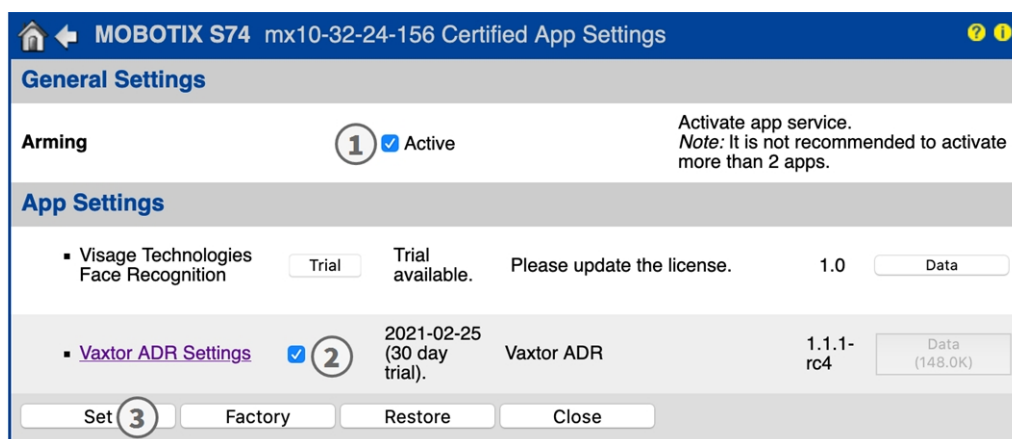 MOBOTIX S74 mx10-32-24-156 Certified App Settings ? i
General Settings
Arming
1 Active
Activate app service.
Note: It is not recommended to activate
more than 2 apps.
App Settings
▪ Visage Technologies
Face Recognition
Trial
Trial
available.
Please update the license.
1.0
Data
▪ Vaxtor ADR Settings
2
2021-02-25
(30 day
trial).
Vaxtor ADR
1.1.1-
rc4
Data
(148.0K)
Set 3 Factory Restore Close